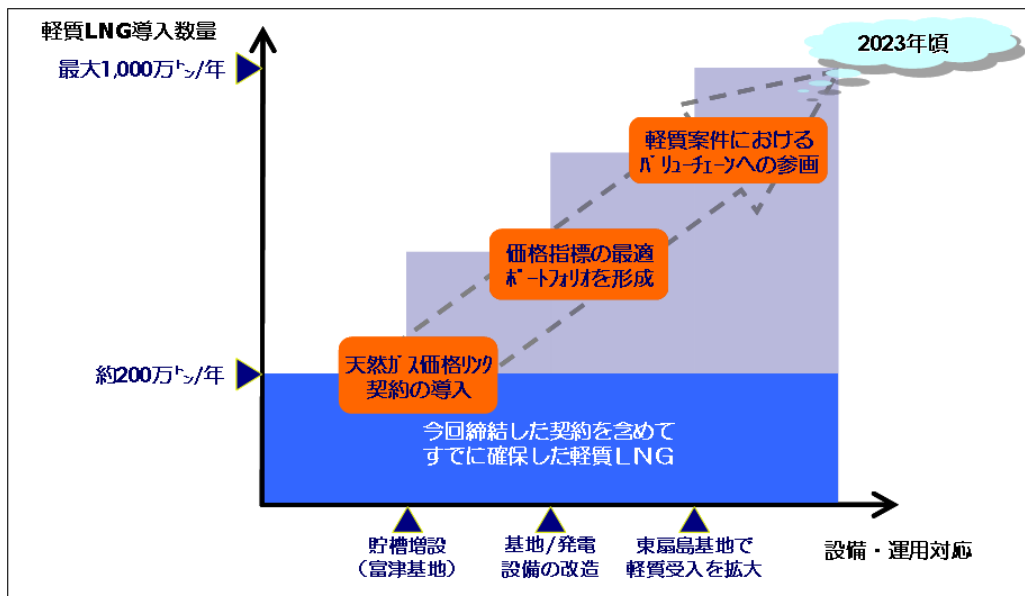 軽質LNG導入数量
2023年頃
最大1,000万㌧/年
軽質案件における
ﾊﾞﾘｭｰﾁｪｰﾝへの参画
価格指標の最適
ﾎﾟｰﾄﾌｫﾘｵを形成
天然ｶﾞｽ価格ﾘﾝｸ
契約の導入
約200万㌧/年
今回締結した契約を含めて
すでに確保した軽質ＬＮＧ
貯槽増設
（富津基地）
基地/発電
設備の改造
東扇島基地で
軽質受入を拡大
設備・運用対応